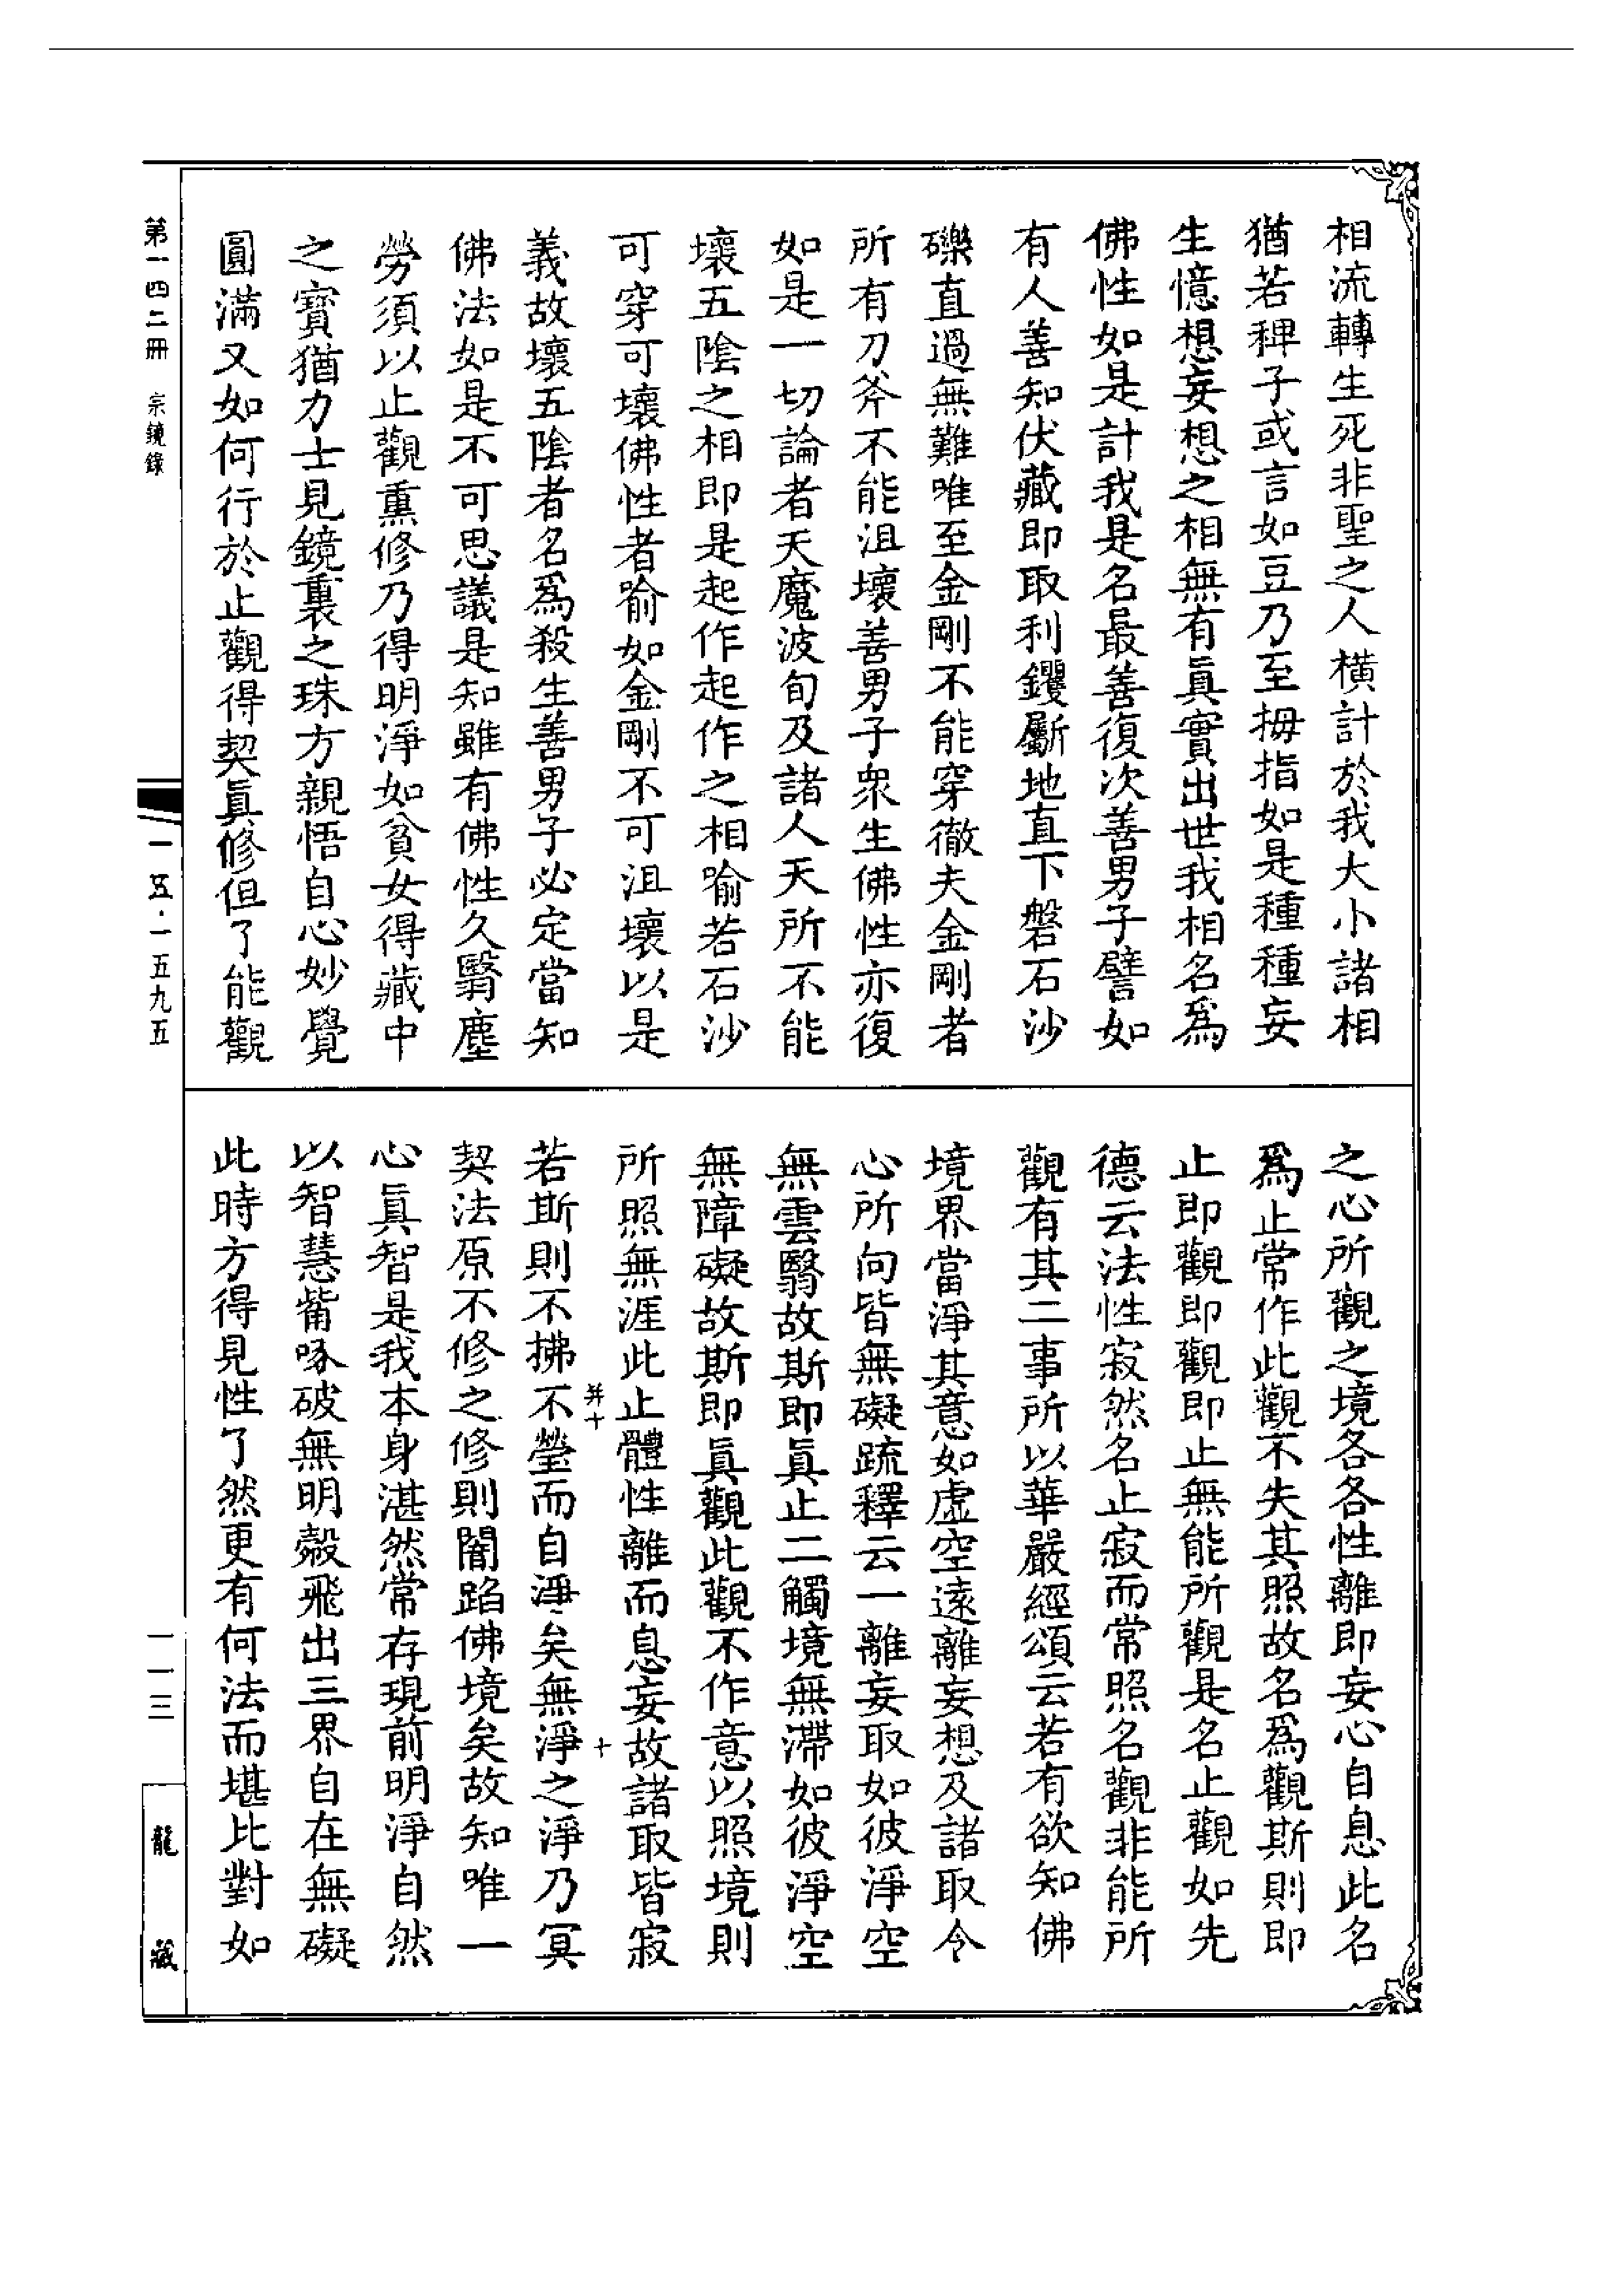 相流轉生死非聖之人橫計於我大小諸相
猶若稗子或言如豆乃至拇指如是種種妄
生憶想妄想之相無有眞實出世我相名爲
佛性如是計我是名最善復次善男子譬如
有人善知伏藏即取利钁斸地直下磐石沙
礫直過無難唯至金剛不能穿徹夫金剛者
所有刀斧不能沮壞善男子衆生佛性亦復
如是一切論者天魔波旬及諸人天所不能
壞五陰之相即是起作起作之相喻若石沙
可穿可壞佛性者喻如金剛不可沮壞以是
義故壞五陰者名爲殺生善男子必定當知
佛法如是不可思議是知雖有佛性久翳塵
勞須以止觀熏修乃得明淨如貧女得藏中
之寶猶力士見鏡裏之珠方親悟自心妙覺
圓滿又如何行於止觀得契眞修但了能觀
之心所觀之境各各性離即妄心自息此名
爲止常作此觀不失其照故名爲觀斯則即
止即觀即觀即止無能所觀是名止觀如先
德云法性寂然名止寂而常照名觀非能所
觀有其二事所以華嚴經頌云若有欲知佛
境界當淨其意如虛空遠離妄想及諸取令
心所向皆無礙疏釋云一離妄取如彼淨空
無雲翳故斯即眞止二觸境無滯如彼淨空
無障礙故斯即眞觀此觀不作意以照境則
所照無涯此止體性離而息妄故諸取皆寂
若斯則不拂不瑩而自淨矣無淨之淨乃冥
契法原不修之修則闇蹈佛境矣故知唯一
心眞智是我本身湛然常存現前明淨自然
以智慧觜啄破無明㲉飛出三界自在無礙
此時方得見性了然更有何法而堪比對如
第一四二冊 宗鏡錄
一五·一五九五
一一三
龍藏
并十
十